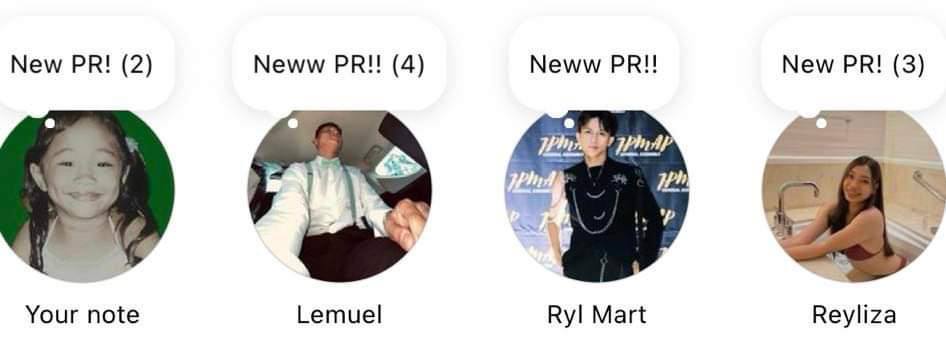 New PR! (2)
Neww PR!! (4)
Neww PR!!
New PR! (3)
JPMAP
JPMAP
Your note
Lemuel
Ryl Mart
Reyliza